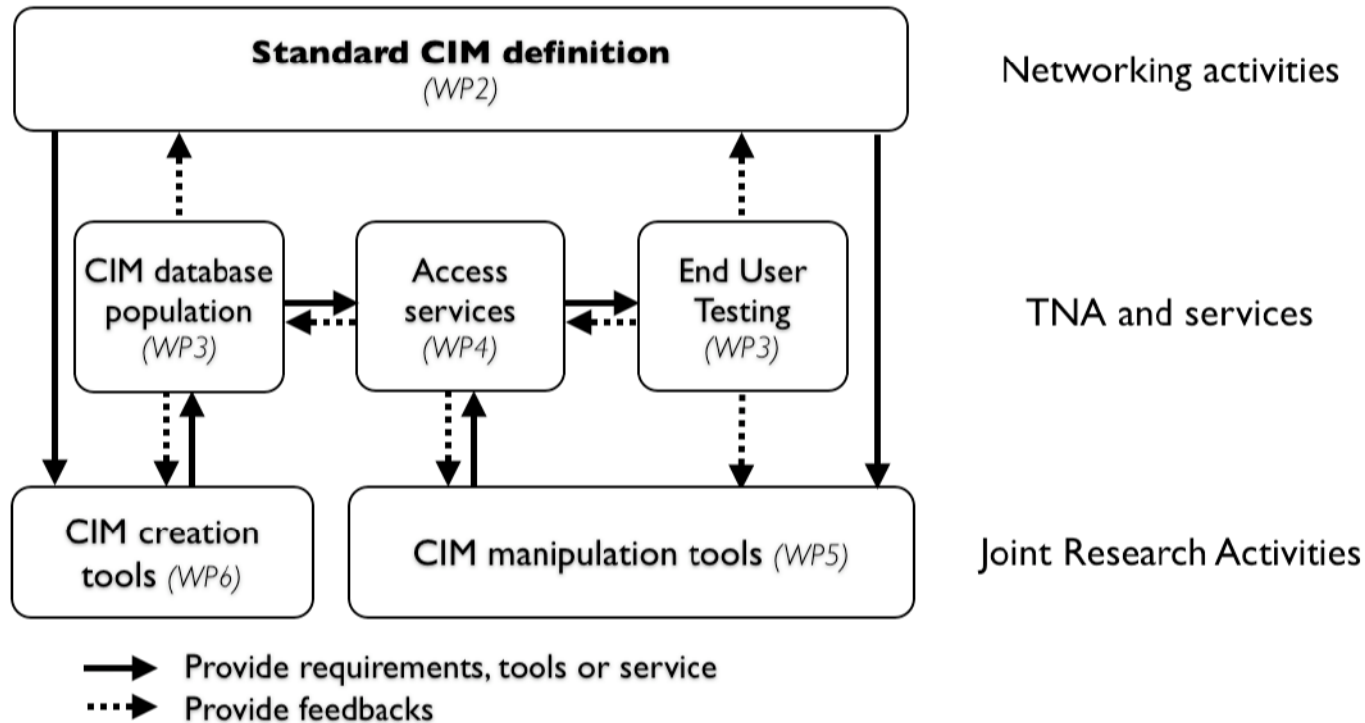 Standard CIM definition
(WP2)
Networking activities
CIM database
population
(WP3)
Access
services
(WP4)
End User
Testing
(WP3)
TNA and services
CIM creation
tools (WP6)
CIM manipulation tools (WP5)
Joint Research Activities
Provide requirements, tools or service
Provide feedbacks